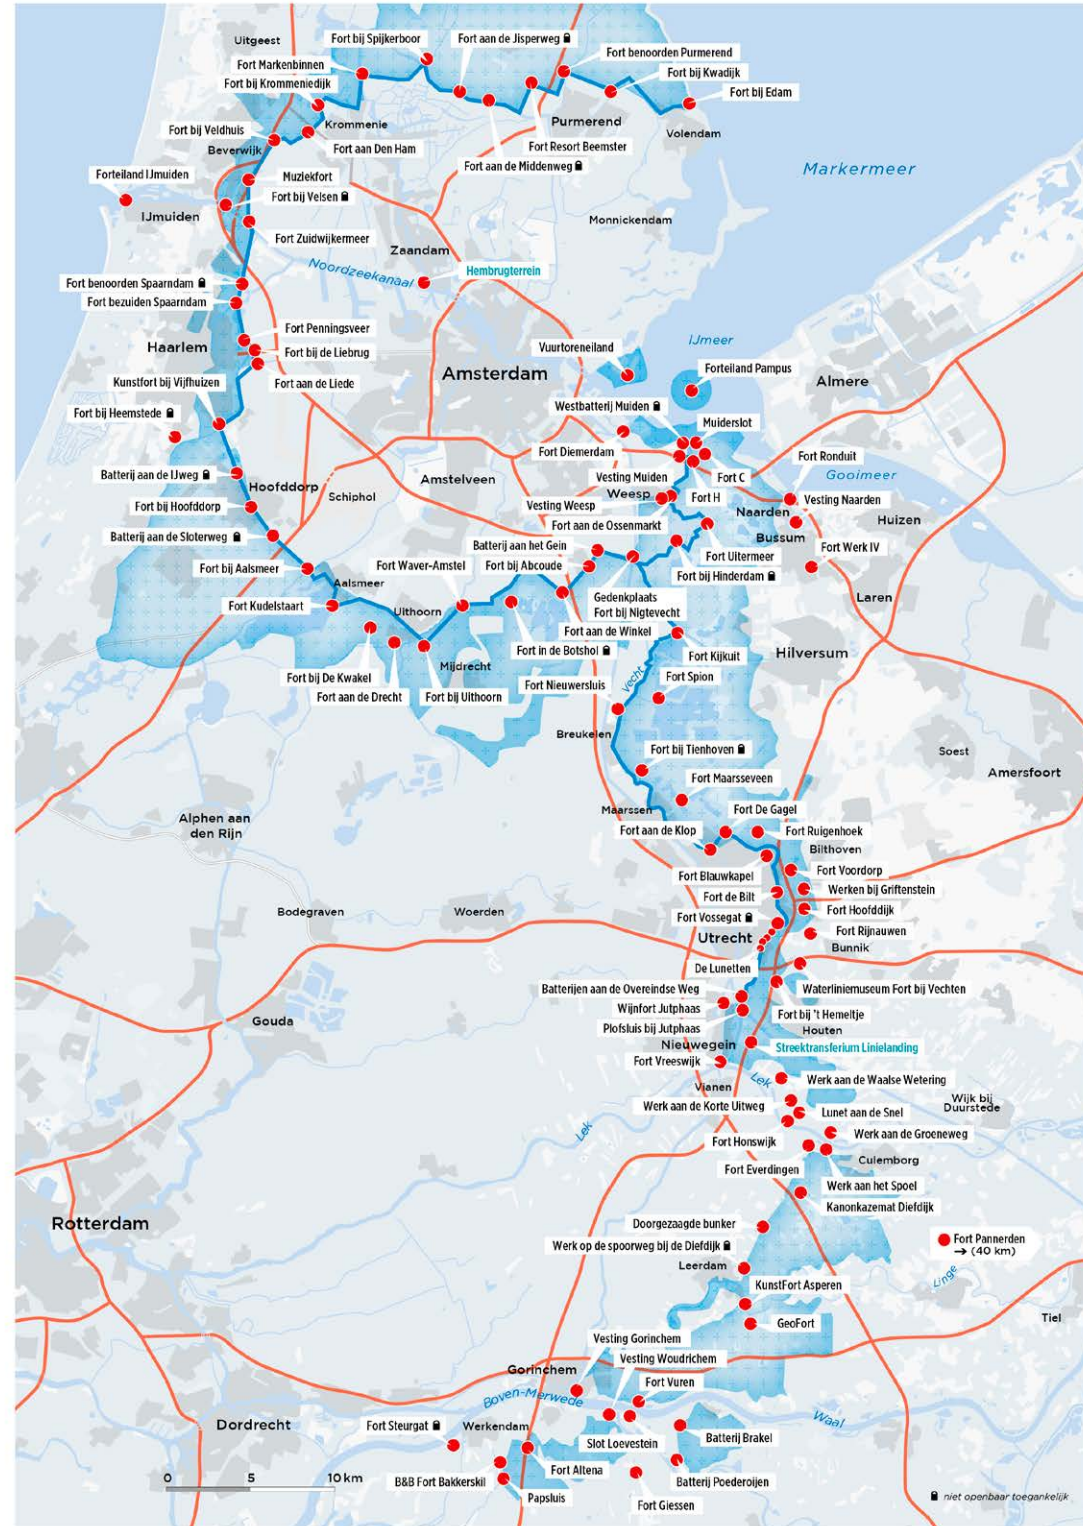 Uitgeest
Fort bij Spijkerboor
Fort aan de Jisperweg
Fort benoorden Purmerend
Fort Markenbinnen
Fort bij Kwadijk
Fort bij Krommeniedijk
Fort bij Edam
Krommenie
Purmerend
Volendam
Fort bij Veldhuis
Beverwijk
Fort aan Den Ham
Fort Resort Beemster
Fort aan de Middenweg
Markermeer
Forteiland IJmuiden
Muziekfort
Fort bij Velsen
IJmuiden
Monnickendam
Fort Zuidwijkermeer
Zaandam
Noordzeekanaal
Hembrugterrein
Fort benoorden Spaarndam
Fort bezuiden Spaarndam
Fort Penningsveer
Haarlem
Fort bij de Liebrug
Vuurtoreneiland
IJmeer
Forteiland Pampus
Amsterdam
Almere
Kunstfort bij Vijfhuizen
Fort aan de Liede
Fort bij Heemstede
Westbatterij Muiden
Muiderslot
Fort Diemerdam
Fort Ronduit
Batterij aan de IJweg
Hoofddorp
Schiphol
Amstelveen
Vesting Muiden
Fort C
Gooimeer
Weesp
Fort H
Vesting Naarden
Fort bij Hoofddorp
Vesting Weesp
Naarden
Huizen
Batterij aan de Sloterweg
Fort aan de Ossenmarkt
Bussum
Batterij aan het Gein
Fort Uitermeer
Fort Werk IV
Fort bij Aalsmeer
Fort Waver-Amstel
Fort bij Abcoude
Fort bij Hinderdam
Aalsmeer
Gedenkplaats
Fort bij Nigtevecht
Laren
Fort Kudelstaart
Uithoorn
Fort aan de Winkel
Fort in de Botshol
Fort Kijkuit
Hilversum
Mijdrecht
Fort bij De Kwakel
Fort Nieuwersluis
Vecht
Fort Spion
Fort aan de Drecht
Fort bij Uithoorn
Breukelen
Fort bij Tienhoven
Soest
Amersfoort
Fort Maarsseveen
Maarssen
Alphen aan
den Rijn
Fort De Gagel
Fort aan de Klop
Fort Ruigenhoek
Bilthoven
Fort Blauwkapel
Fort Voordorp
Fort de Bilt
Werken bij Griftenstein
Bodegraven
Woerden
Fort Vossegat
Fort Hoofddijk
Utrecht
Fort Rijnauwen
Bunnik
De Lunetten
Batterijen aan de Overeindse Weg
Waterliniemuseum Fort bij Vechten
Wijnfort Jutphaas
Fort bij 't Hemeltje
Gouda
Plofsluis bij Jutphaas
Houten
Nieuwegein
Streektransferium Linielanding
Fort Vreeswijk
Vianen
Lek
Werk aan de Waalse Wetering
Wijk bij
Duurstede
Werk aan de Korte Uitweg
Lunet aan de Snel
Lek
Fort Honswijk
Werk aan de Groeneweg
Fort Everdingen
Culemborg
Werk aan het Spoel
Kanonkazemat Diefdijk
Rotterdam
Doorgezaagde bunker
Fort Pannerden
→ (40 km)
Werk op de spoorweg bij de Diefdijk
Leerdam
Linge
KunstFort Asperen
GeoFort
Tiel
Vesting Gorinchem
Vesting Woudrichem
Gorinchem
Fort Vuren
Boven-Merwede
Waal
Dordrecht
Fort Steurgat
Werkendam
Slot Loevestein
Batterij Brakel
0 5 10 km
B&B Fort Bakkerskil
Fort Altena
Batterij Poederoijen
Papsluis
Fort Giessen
niet openbaar toegankelijk